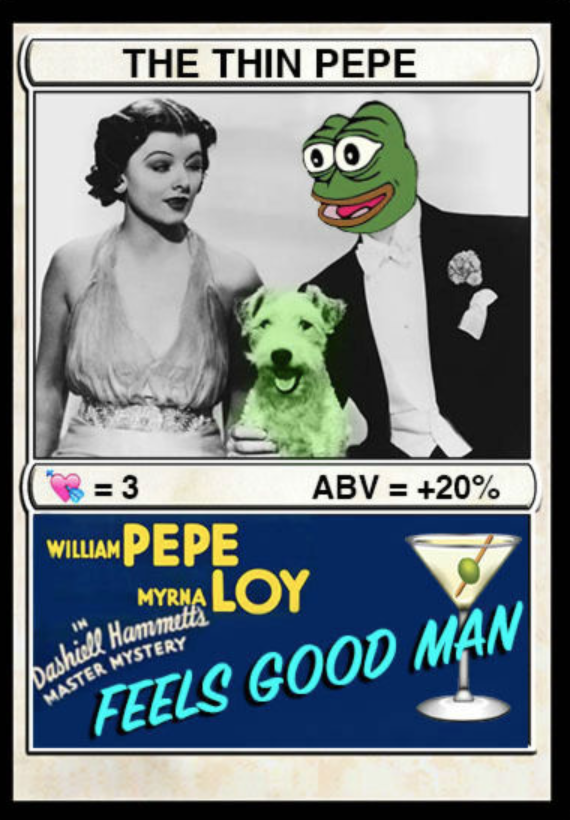 THE THIN PEPE
💘 = 3 ABV = +20%
WILLIAM PEPE
MYRNA LOY
IN
Dashiell Hammett's
MASTER MYSTERY
FEELS GOOD MAN